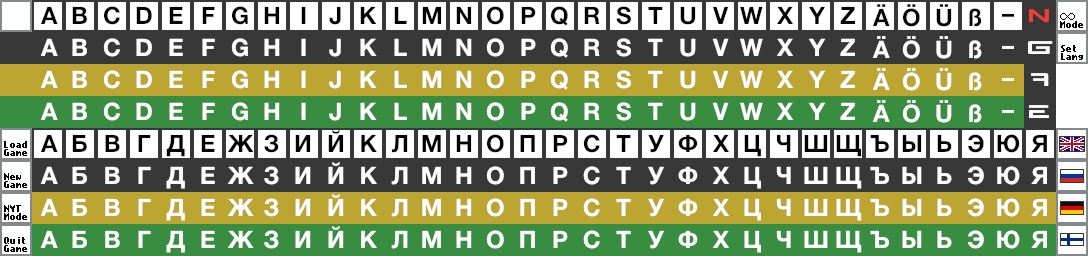 A B C D E F G H I J K L M N O P Q R S T U V W X Y Z Ä Ö Ü ß - N ∞ Mode
A B C D E F G H I J K L M N O P Q R S T U V W X Y Z Ä Ö Ü ß - G Set Lang
A B C D E F G H I J K L M N O P Q R S T U V W X Y Z Ä Ö Ü ß -
A B C D E F G H I J K L M N O P Q R S T U V W X Y Z Ä Ö Ü ß - E
Load Game А Б В Г Д Е Ж З И Й К Л М Н О П Р С Т У Ф Х Ц Ч Ш Щ Ъ Ы Ь Э Ю Я
New Game А Б В Г Д Е Ж З И Й К Л М Н О П Р С Т У Ф Х Ц Ч Ш Щ Ъ Ы Ь Э Ю Я
NYT Mode А Б В Г Д Е Ж З И Й К Л М Н О П Р С Т У Ф Х Ц Ч Ш Щ Ъ Ы Ь Э Ю Я
Quit Game А Б В Г Д Е Ж З И Й К Л М Н О П Р С Т У Ф Х Ц Ч Ш Щ Ъ Ы Ь Э Ю Я